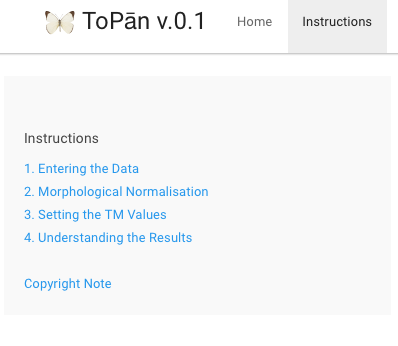 ToPān v.0.1 Home Instructions
Instructions
1. Entering the Data
2. Morphological Normalisation
3. Setting the TM Values
4. Understanding the Results
Copyright Note